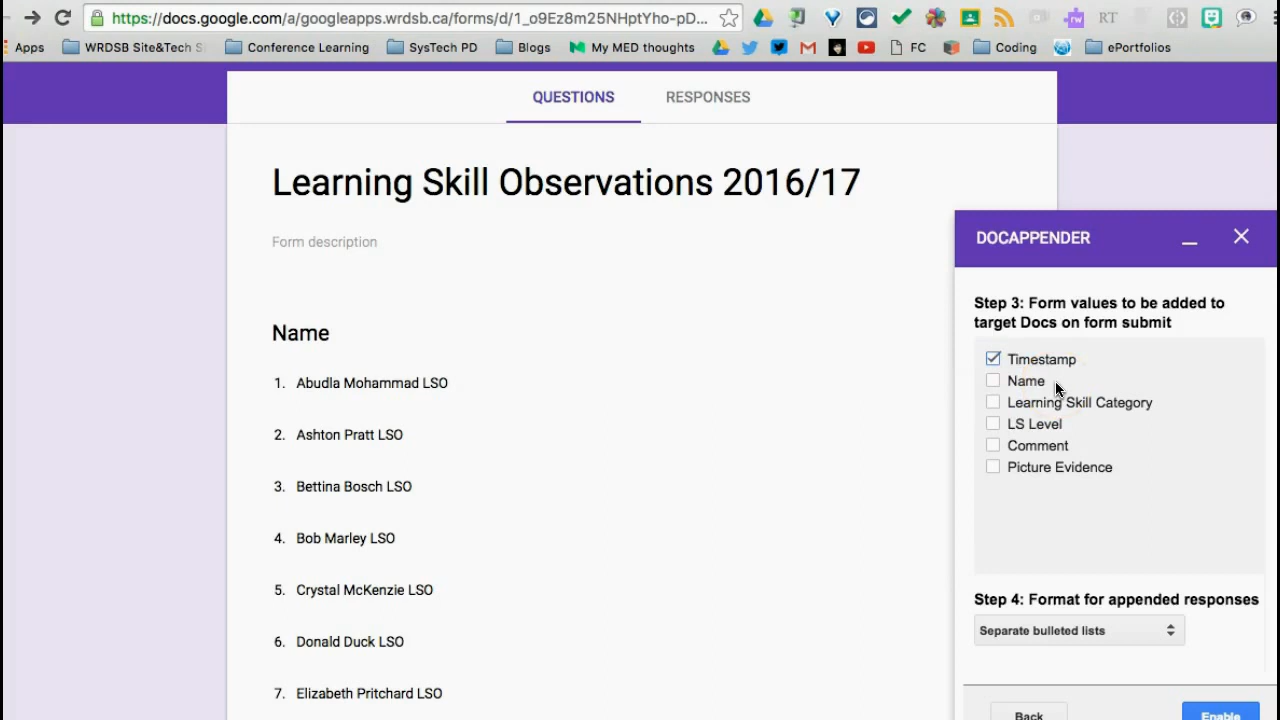 https://docs.google.com/a/googleapps.wrdsb.ca/forms/d/1_o9Ez8m25NHptYho-pD...
RT
Apps WRDSB Site&Tech S Conference Learning SysTech PD Blogs My MED thoughts FC Coding ePortfolios
QUESTIONS RESPONSES
Learning Skill Observations 2016/17
Form description
Name
1. Abudla Mohammad LSO
2. Ashton Pratt LSO
3. Bettina Bosch LSO
4. Bob Marley LSO
5. Crystal McKenzie LSO
6. Donald Duck LSO
7. Elizabeth Pritchard LSO
DOCAPPENDER
Step 3: Form values to be added to
target Docs on form submit
Timestamp
Name
Learning Skill Category
LS Level
Comment
Picture Evidence
Step 4: Format for appended responses
Separate bulleted lists
Back Enable